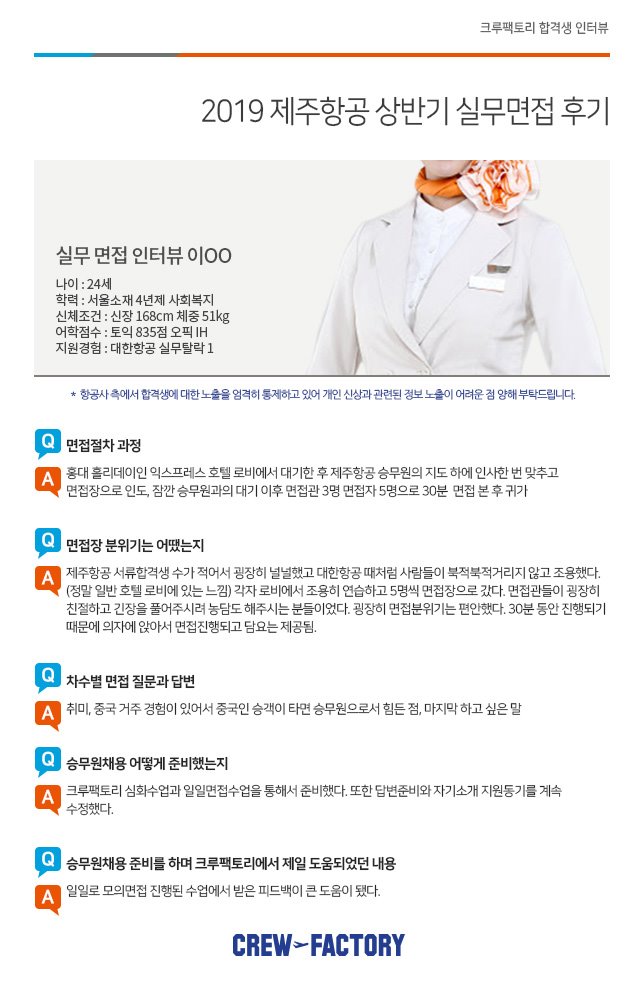 크루팩토리 합격생 인터뷰
2019 제주항공 상반기 실무면접 후기
실무 면접 인터뷰 이OO
나이 : 24세
학력 : 서울소재 4년제 사회복지
신체조건 : 신장 168cm 체중 51kg
어학점수 : 토익 835점 오픽 IH
지원경험 : 대한항공 실무탈락 1
* 항공사 측에서 합격생에 대한 노출을 엄격히 통제하고 있어 개인 신상과 관련된 정보 노출이 어려운 점 양해 부탁드립니다.
Q 면접절차 과정
A 홍대 홀리데이인 익스프레스 호텔 로비에서 대기한 후 제주항공 승무원의 지도 하에 인사한 번 맞추고
면접장으로 인도, 잠깐 승무원과의 대기 이후 면접관 3명 면접자 5명으로 30분 면접 본 후 귀가
Q 면접장 분위기는 어땠는지
A 제주항공 서류합격생 수가 적어서 굉장히 널널했고 대한항공 때처럼 사람들이 북적북적거리지 않고 조용했다.
(정말 일반 호텔 로비에 있는 느낌) 각자 로비에서 조용히 연습하고 5명씩 면접장으로 갔다. 면접관들이 굉장히
친절하고 긴장을 풀어주시려 농담도 해주시는 분들이었다. 굉장히 면접분위기는 편안했다. 30분 동안 진행되기
때문에 의자에 앉아서 면접진행되고 담요는 제공됨.
Q 차수별 면접 질문과 답변
A 취미, 중국 거주 경험이 있어서 중국인 승객이 타면 승무원으로서 힘든 점, 마지막 하고 싶은 말
Q 승무원채용 어떻게 준비했는지
A 크루팩토리 심화수업과 일일면접수업을 통해서 준비했다. 또한 답변준비와 자기소개 지원동기를 계속
수정했다.
Q 승무원채용 준비를 하며 크루팩토리에서 제일 도움되었던 내용
A 일일로 모의면접 진행된 수업에서 받은 피드백이 큰 도움이 됐다.
CREW FACTORY